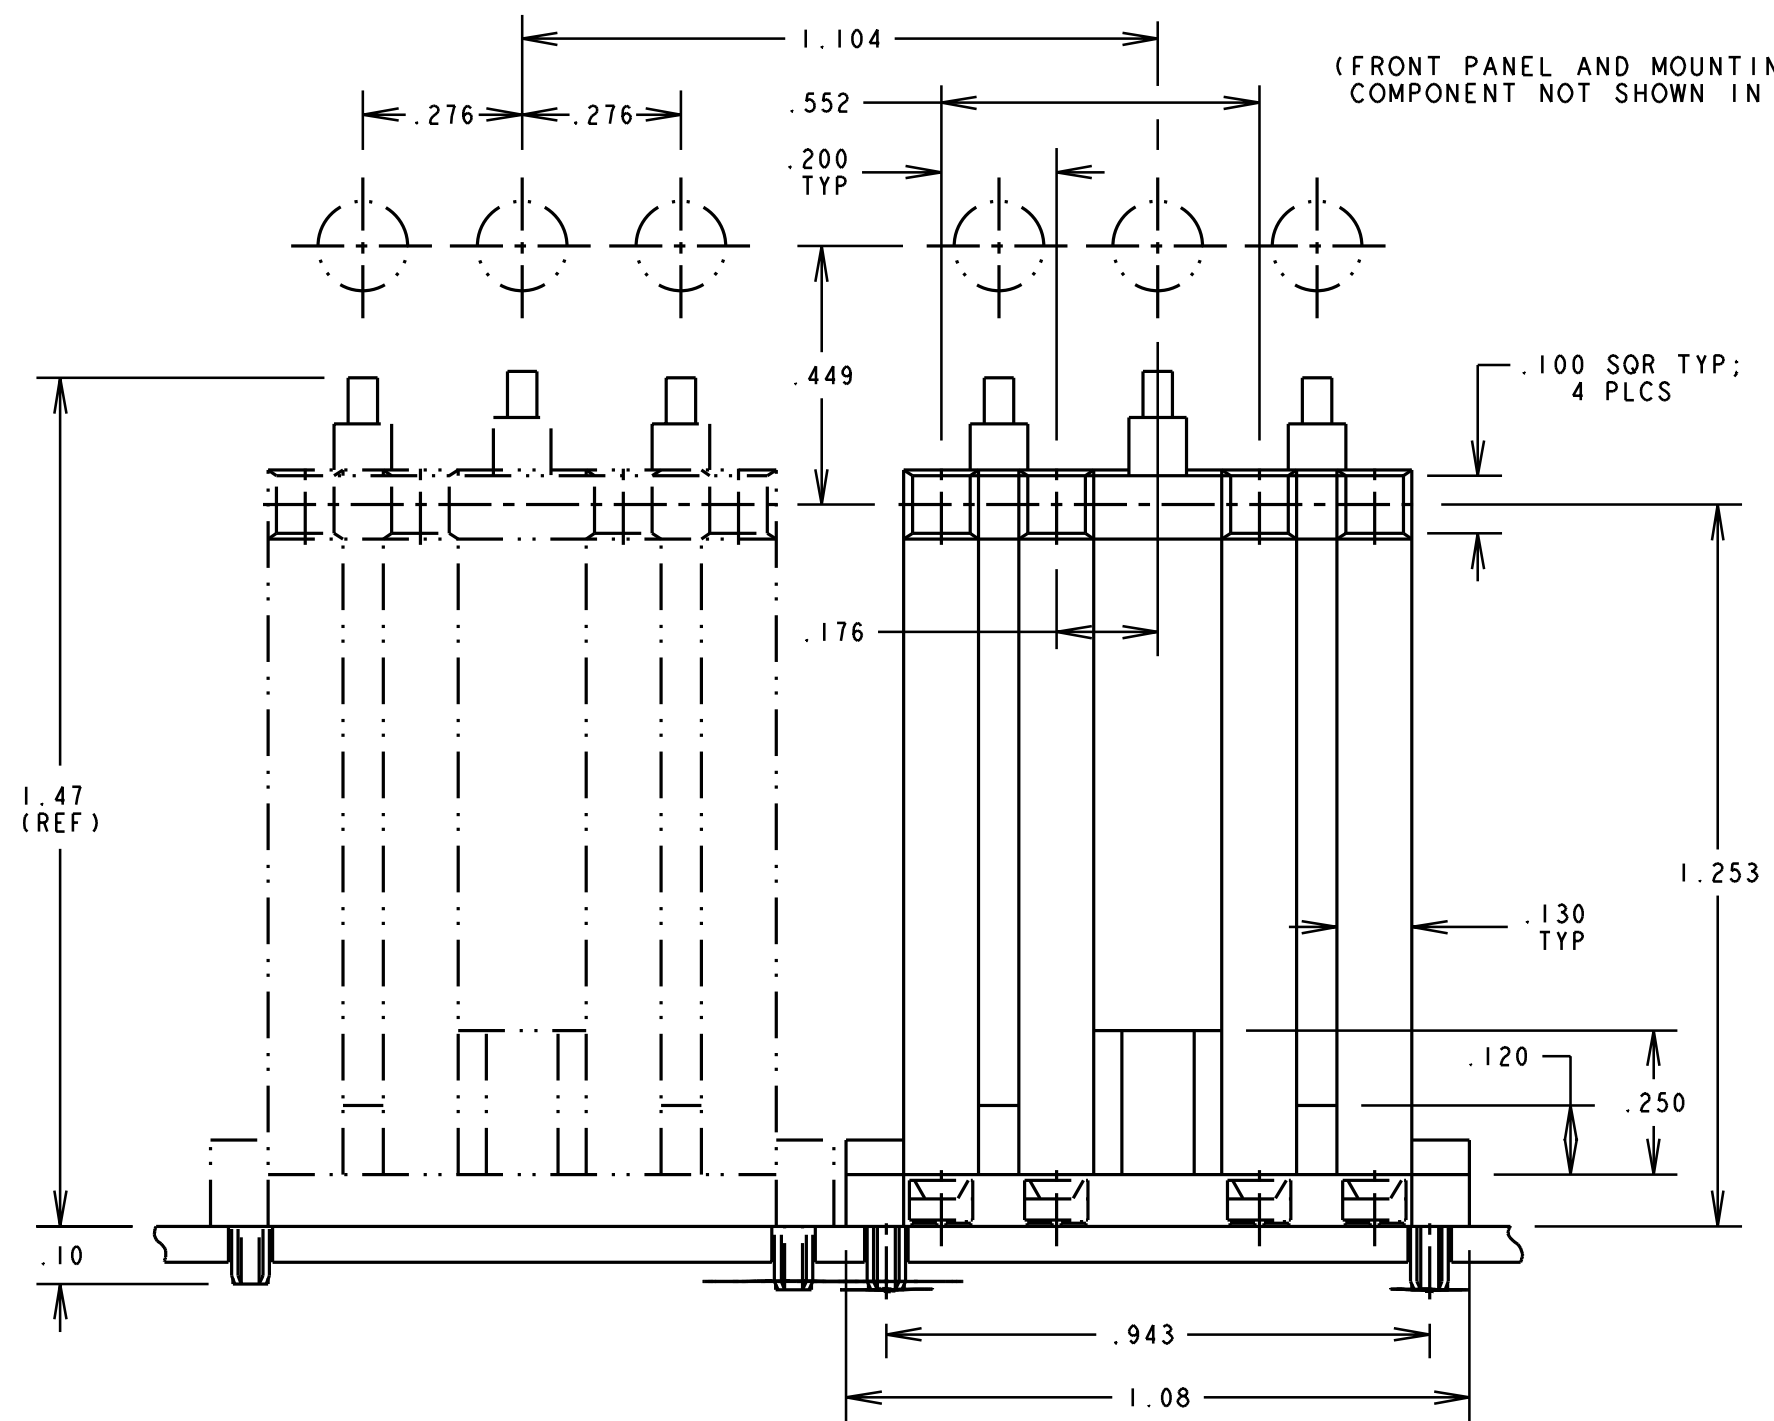 1.104
(FRONT PANEL AND MOUNTIN
COMPONENT NOT SHOWN IN
.552
.276
.276
.200
TYP
.449
.100 SQR TYP;
4 PLCS
.176
1.47
(REF)
1.253
.130
TYP
.120
.250
.10
.943
1.08